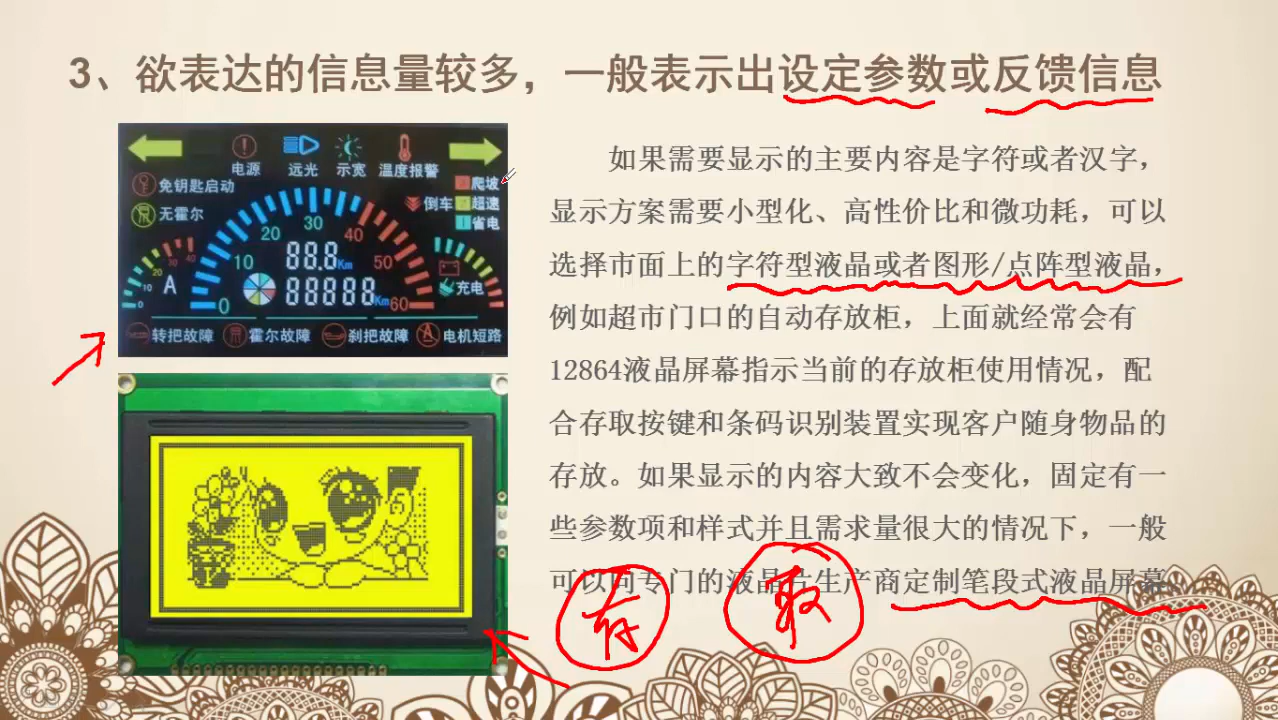 3、欲表达的信息量较多，一般表示出设定参数或反馈信息
电源 远光 示宽 温度报警
免钥匙启动
爬坡
无霍尔
倒车 超速
省电
0 10 20 30 40 50 60
0 10 20 30 40
A
88.8Km
88888Km
充电
转把故障 霍尔故障 刹把故障 电机短路
如果需要显示的主要内容是字符或者汉字，
显示方案需要小型化、高性价比和微功耗，可以
选择市面上的字符型液晶或者图形/点阵型液晶，
例如超市门口的自动存放柜，上面就经常会有
12864液晶屏幕指示当前的存放柜使用情况，配
合存取按键和条码识别装置实现客户随身物品的
存放。如果显示的内容大致不会变化，固定有一
些参数项和样式并且需求量很大的情况下，一般
可以向专门的液晶片生产商定制笔段式液晶屏幕
存 取